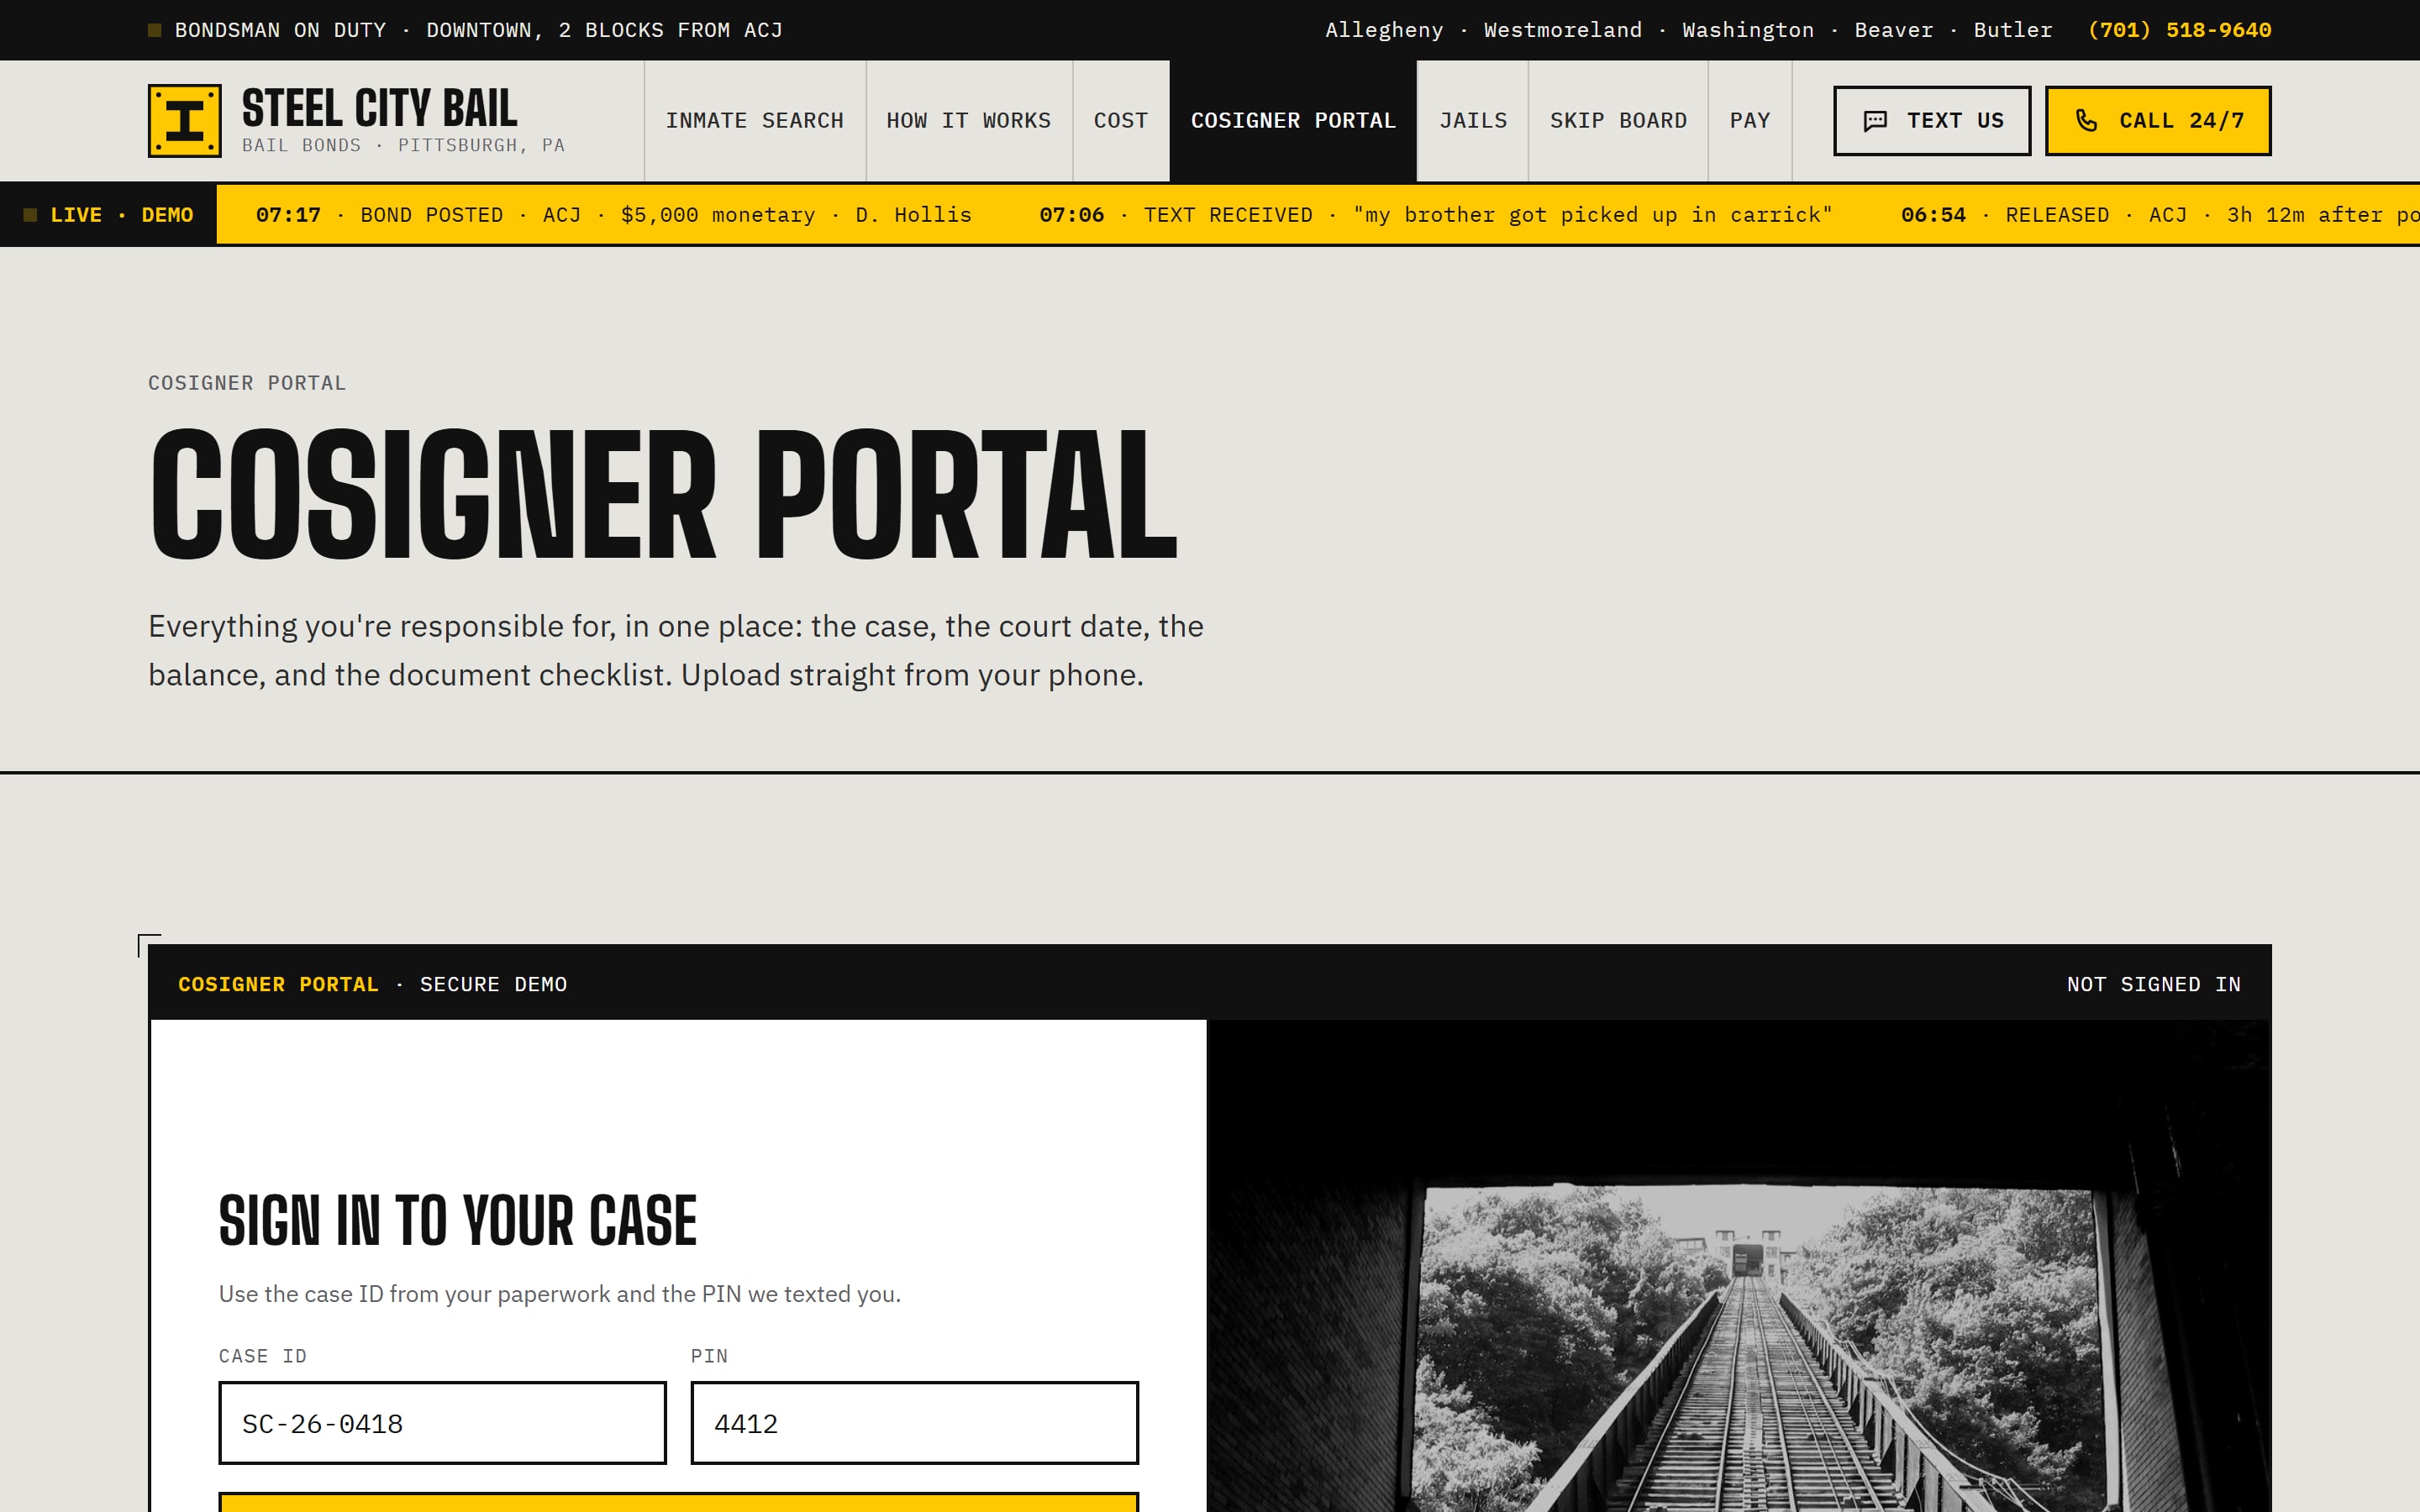 BONDSMAN ON DUTY · DOWNTOWN, 2 BLOCKS FROM ACJ
Allegheny · Westmoreland · Washington · Beaver · Butler (701) 518-9640
STEEL CITY BAIL
BAIL BONDS · PITTSBURGH, PA
INMATE SEARCH
HOW IT WORKS
COST
COSIGNER PORTAL
JAILS
SKIP BOARD
PAY
TEXT US
CALL 24/7
LIVE · DEMO
07:17 · BOND POSTED · ACJ · $5,000 monetary · D. Hollis
07:06 · TEXT RECEIVED · "my brother got picked up in carrick"
06:54 · RELEASED · ACJ · 3h 12m after
COSIGNER PORTAL
COSIGNER PORTAL
Everything you're responsible for, in one place: the case, the court date, the
balance, and the document checklist. Upload straight from your phone.
COSIGNER PORTAL · SECURE DEMO
NOT SIGNED IN
SIGN IN TO YOUR CASE
Use the case ID from your paperwork and the PIN we texted you.
CASE ID
PIN
SC-26-0418
4412